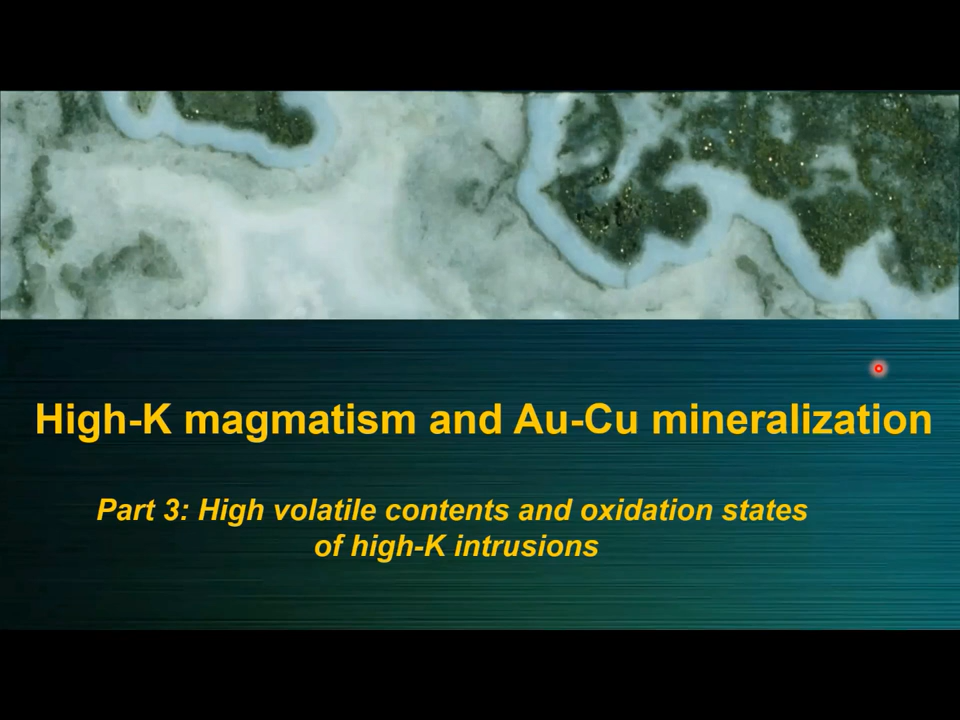 High-K magmatism and Au-Cu mineralization
Part 3: High volatile contents and oxidation states
of high-K intrusions